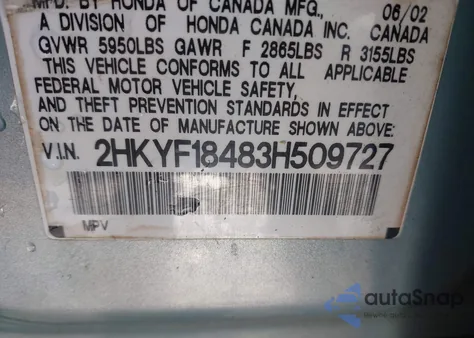 MFD. BY HONDA OF CANADA MFG., 06/02
A DIVISION OF HONDA CANADA INC. CANADA
GVWR 5950LBS GAWR F 2865LBS R 3155LBS
THIS VEHICLE CONFORMS TO ALL APPLICABLE
FEDERAL MOTOR VEHICLE SAFETY,
AND THEFT PREVENTION STANDARDS IN EFFECT
ON THE DATE OF MANUFACTURE SHOWN ABOVE:
V.I.N. 2HKYF18483H509727
MPV
autoSnap